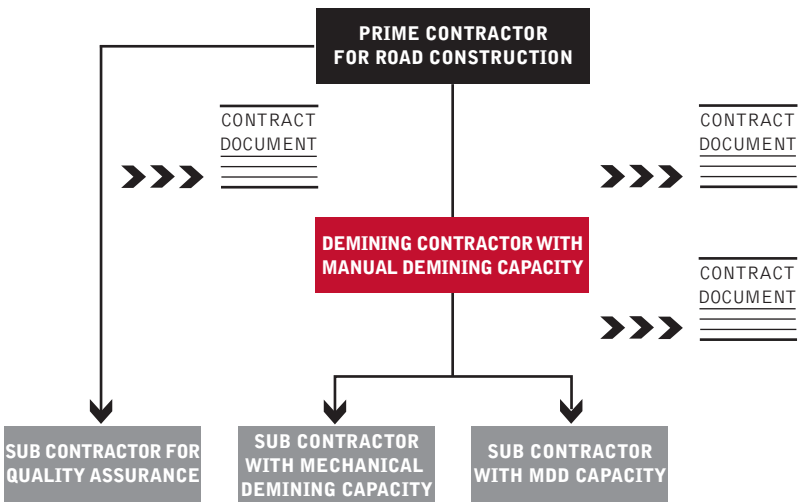 PRIME CONTRACTOR
FOR ROAD CONSTRUCTION
CONTRACT
DOCUMENT
CONTRACT
DOCUMENT
DEMINING CONTRACTOR WITH
MANUAL DEMINING CAPACITY
CONTRACT
DOCUMENT
SUB CONTRACTOR FOR
QUALITY ASSURANCE
SUB CONTRACTOR
WITH MECHANICAL
DEMINING CAPACITY
SUB CONTRACTOR
WITH MDD CAPACITY